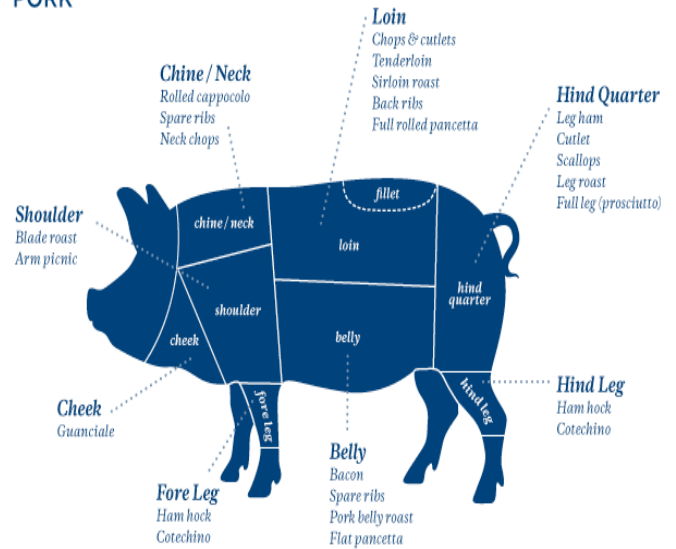 PORK
Loin
Chops & cutlets
Tenderloin
Sirloin roast
Back ribs
Full rolled pancetta
Chine / Neck
Rolled cappocolo
Spare ribs
Neck chops
Hind Quarter
Leg ham
Cutlet
Scallops
Leg roast
Full leg (prosciutto)
Shoulder
Blade roast
Arm picnic
chine / neck
fillet
loin
hind
quarter
shoulder
belly
cheek
fore leg
hind leg
Cheek
Guanciale
Hind Leg
Ham hock
Cotechino
Belly
Bacon
Spare ribs
Pork belly roast
Flat pancetta
Fore Leg
Ham hock
Cotechino